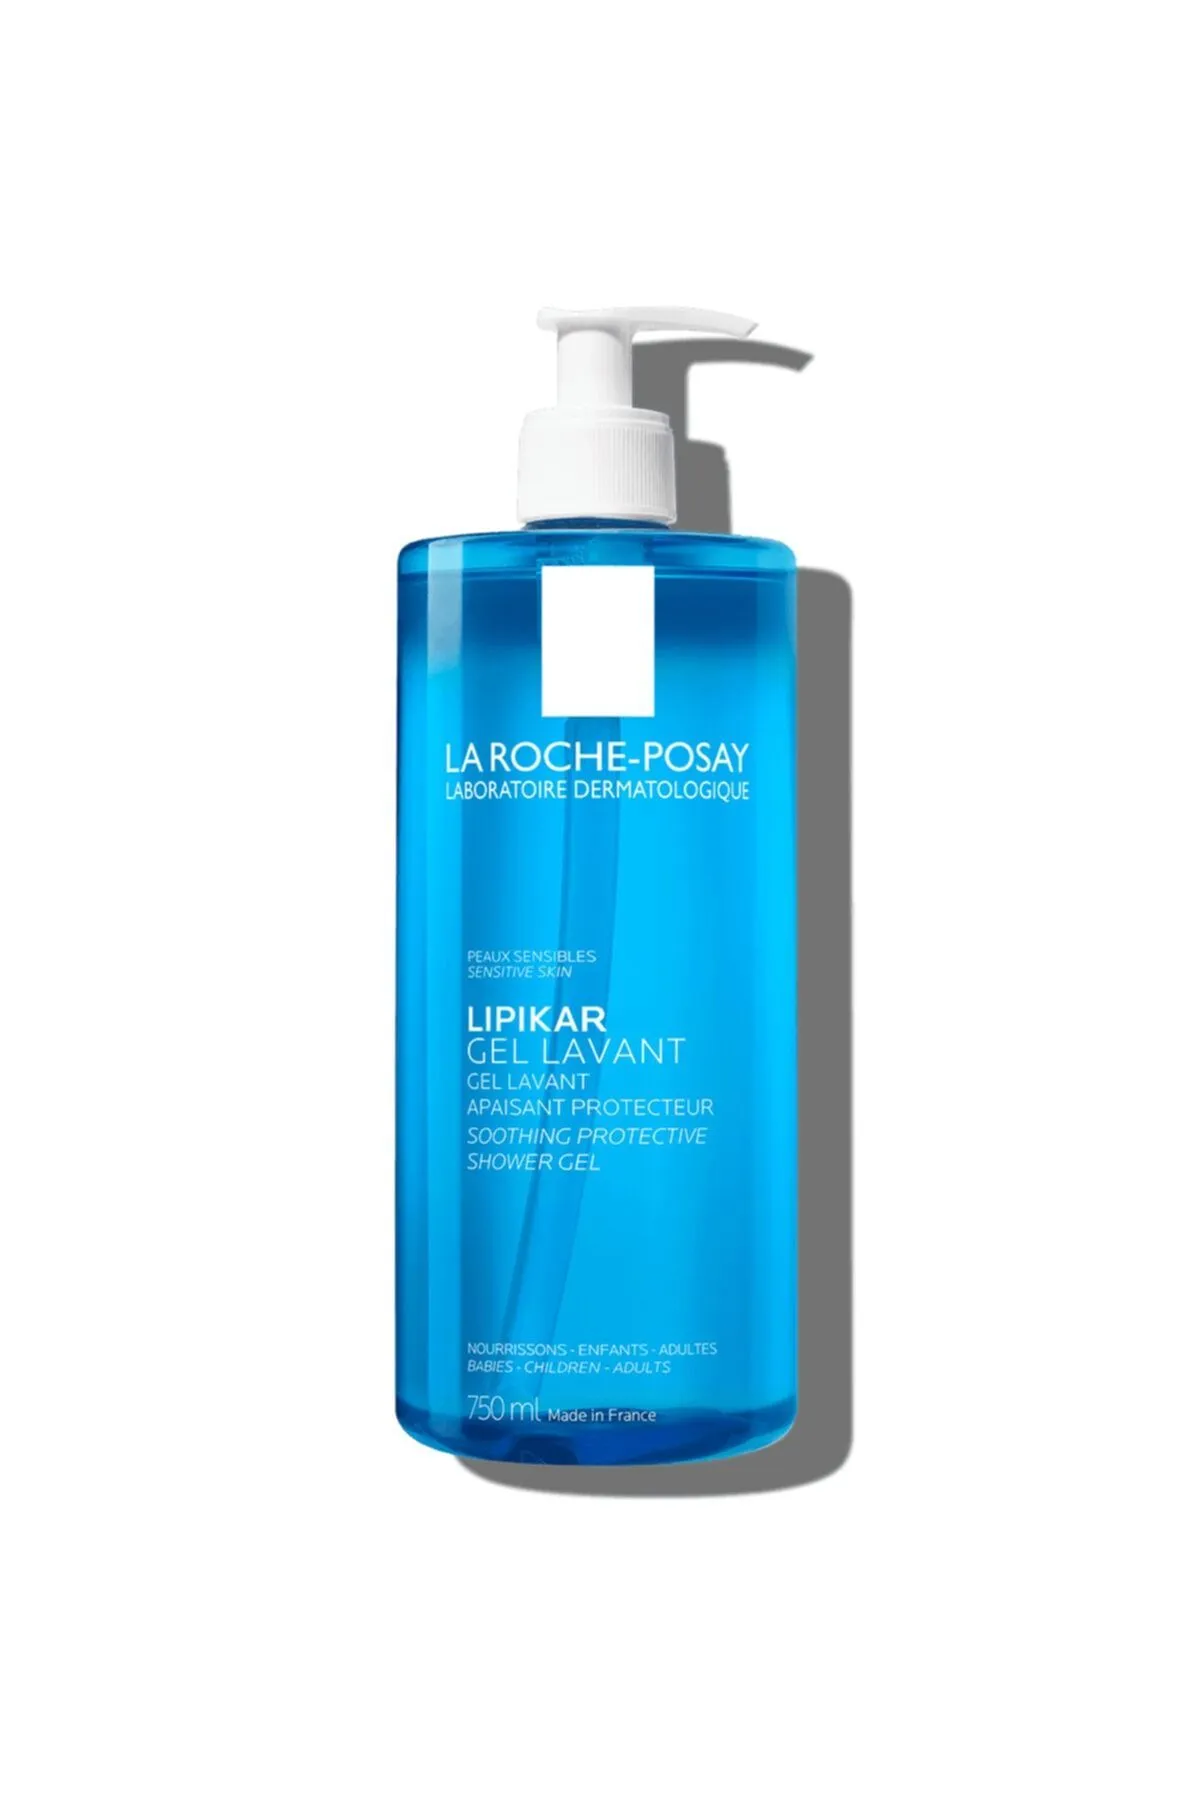 LA ROCHE-POSAY
LABORATOIRE DERMATOLOGIQUE
PEAUX SENSIBLES
SENSITIVE SKIN
LIPIKAR
GEL LAVANT
GEL LAVANT
APAISANT PROTECTEUR
SOOTHING PROTECTIVE
SHOWER GEL
NOURRISSONS - ENFANTS - ADULTES
BABIES - CHILDREN - ADULTS
750 ml Made in France